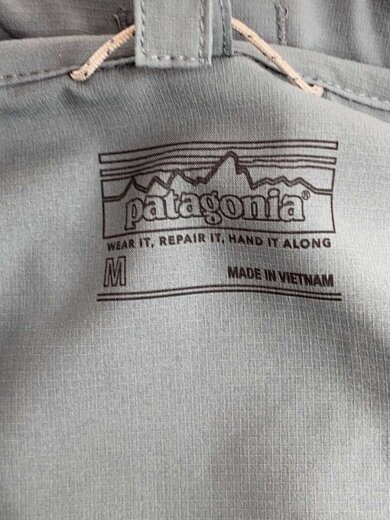 patagonia®
WEAR IT, REPAIR IT, HAND IT ALONG
M
MADE IN VIETNAM